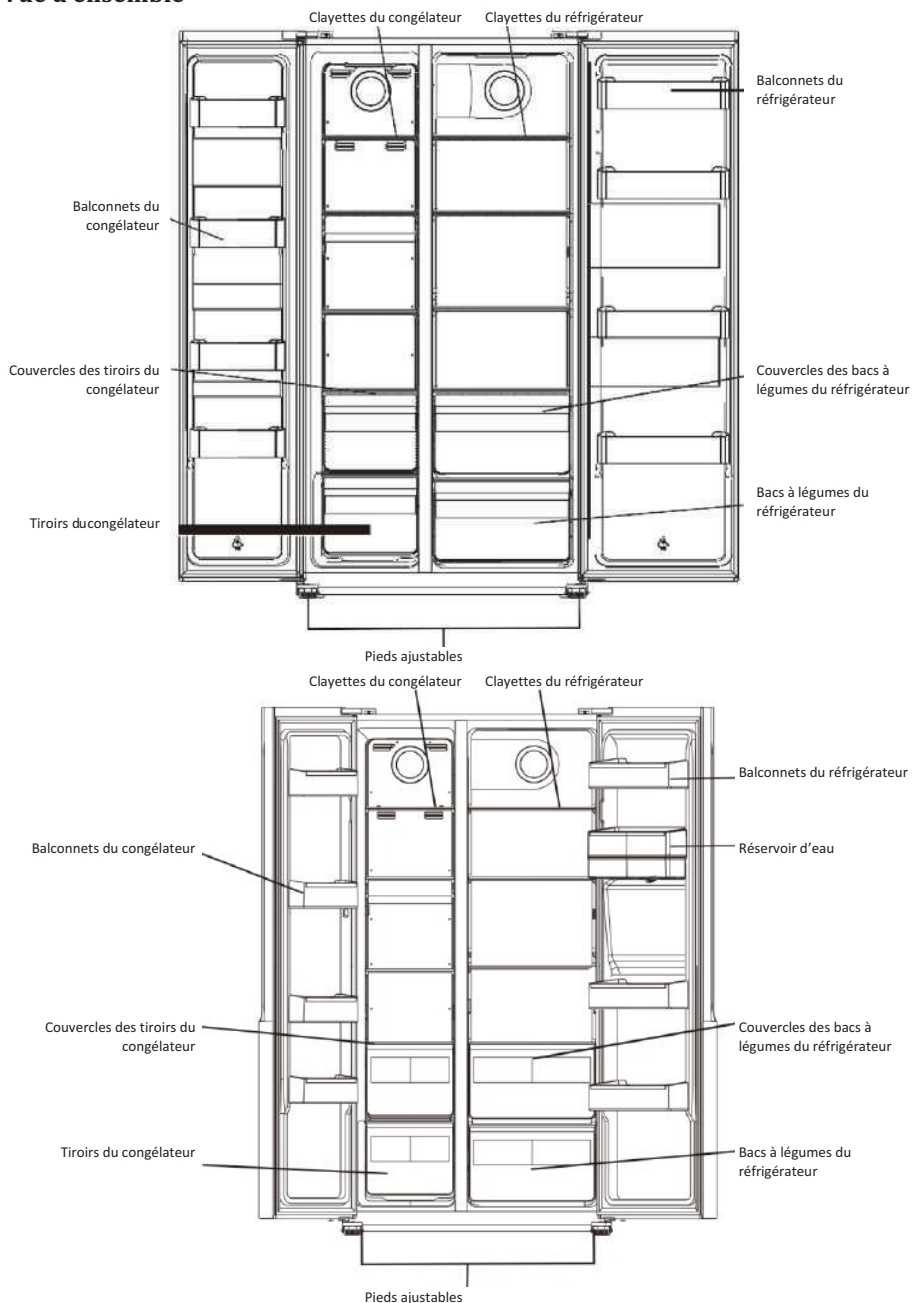 Vue d'ensemble
Clayettes du congélateur
Clayettes du réfrigérateur
Balconnets du
réfrigérateur
Balconnets du
congélateur
Couvercles des tiroirs du
congélateur
Couvercles des bacs à
légumes du réfrigérateur
Tiroirs ducongélateur
Bacs à légumes du
réfrigérateur
Pieds ajustables
Clayettes du congélateur
Clayettes du réfrigérateur
Balconnets du réfrigérateur
Balconnets du congélateur
Réservoir d'eau
Couvercles des tiroirs du
congélateur
Couvercles des bacs à
légumes du réfrigérateur
Tiroirs du congélateur
Bacs à légumes du
réfrigérateur
Pieds ajustables